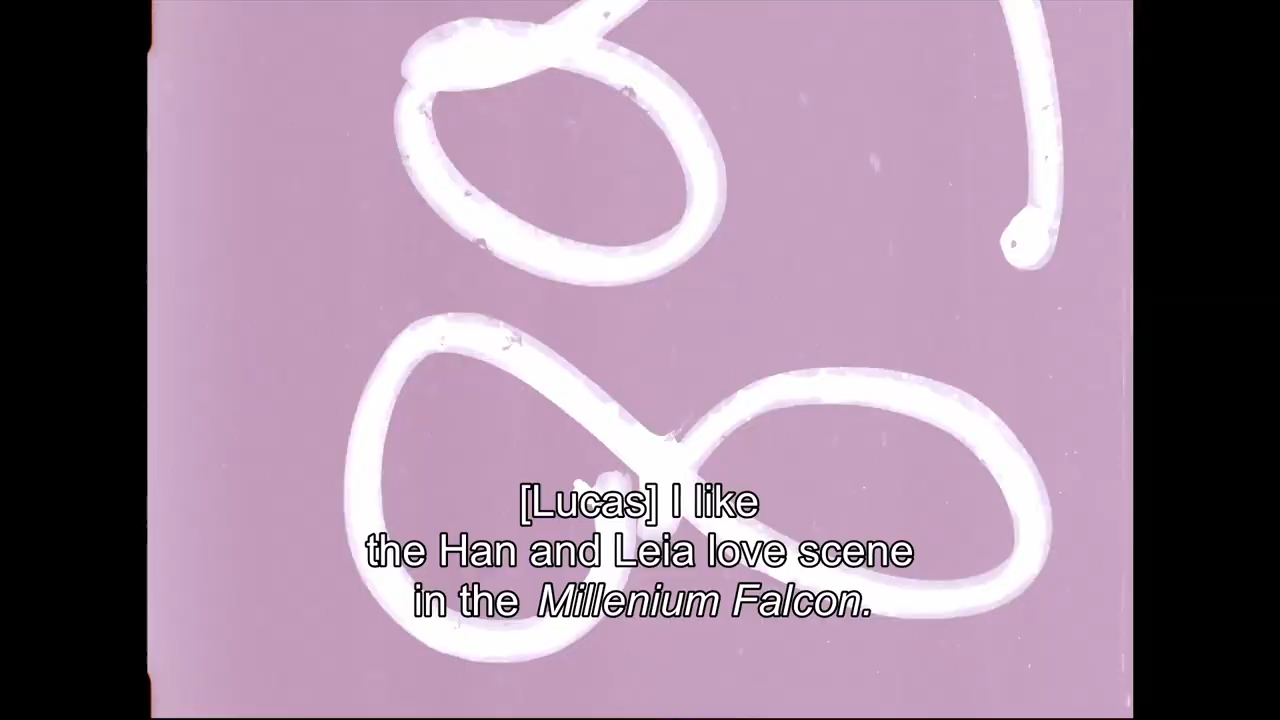 [Lucas] I like
the Han and Leia love scene
in the Millenium Falcon.